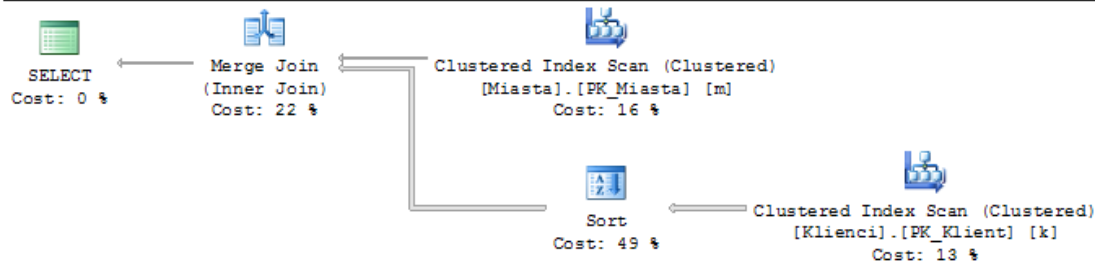 SELECT
Cost: 0 %
Merge Join
(Inner Join)
Cost: 22 %
Clustered Index Scan (Clustered)
[Miasta].[PK_Miasta] [m]
Cost: 16 %
Sort
Cost: 49 %
Clustered Index Scan (Clustered)
[Klienci].[PK_Klient] [k]
Cost: 13 %